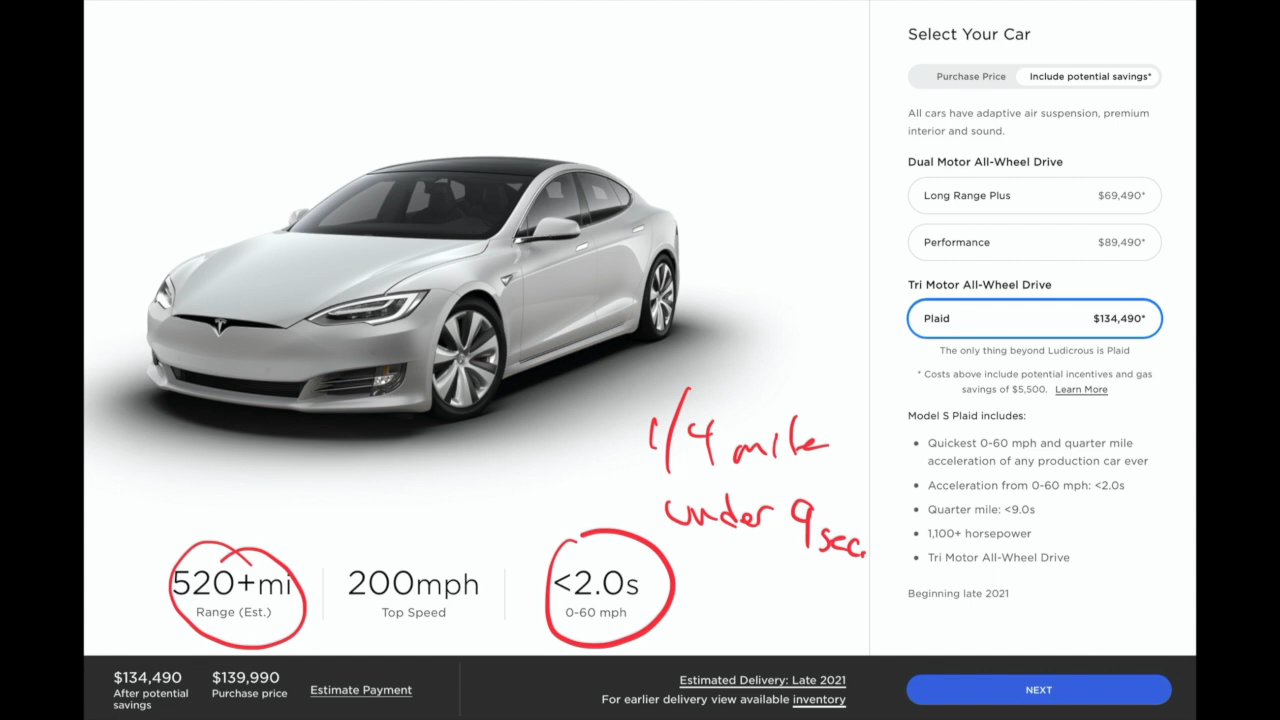 Select Your Car
Purchase Price
Include potential savings*
All cars have adaptive air suspension, premium
interior and sound.
Dual Motor All-Wheel Drive
Long Range Plus $69,490*
Performance $89,490*
Tri Motor All-Wheel Drive
Plaid $134,490*
The only thing beyond Ludicrous is Plaid
* Costs above include potential incentives and gas
savings of $5,500. Learn More
Model S Plaid includes:
• Quickest 0-60 mph and quarter mile
acceleration of any production car ever
• Acceleration from 0-60 mph: <2.0s
• Quarter mile: <9.0s
• 1,100+ horsepower
• Tri Motor All-Wheel Drive
Beginning late 2021
1/4 mile
under 9 sec.
520+mi
Range (Est.)
200mph
Top Speed
<2.0s
0-60 mph
$134,490
After potential
savings
$139,990
Purchase price
Estimate Payment
Estimated Delivery: Late 2021
For earlier delivery view available inventory
NEXT